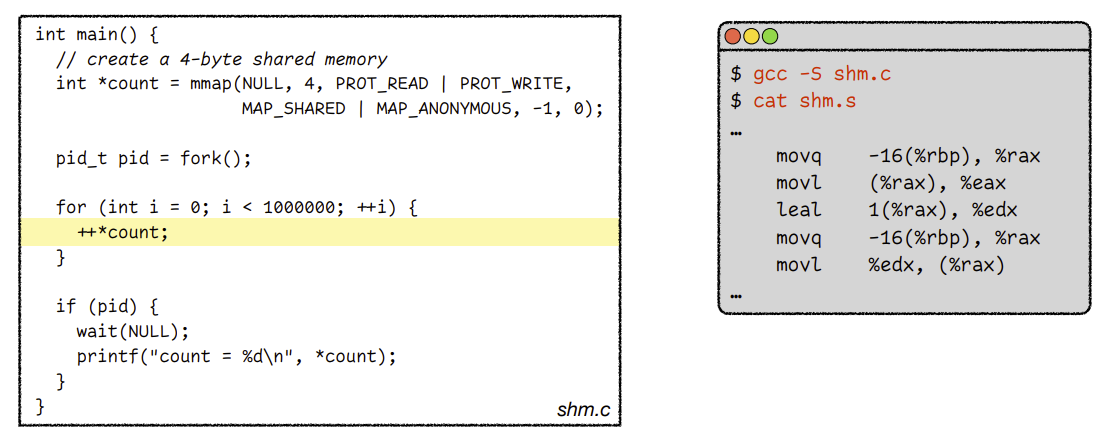 int main() {
// create a 4-byte shared memory
int *count = mmap(NULL, 4, PROT_READ | PROT_WRITE,
MAP_SHARED | MAP_ANONYMOUS, -1, 0);
pid_t pid = fork();
for (int i = 0; i < 1000000; ++i) {
++*count;
}
if (pid) {
wait(NULL);
printf("count = %d\n", *count);
}
}
shm.c
$ gcc -S shm.c
$ cat shm.s
…
movq -16(%rbp), %rax
movl (%rax), %eax
leal 1(%rax), %edx
movq -16(%rbp), %rax
movl %edx, (%rax)
…